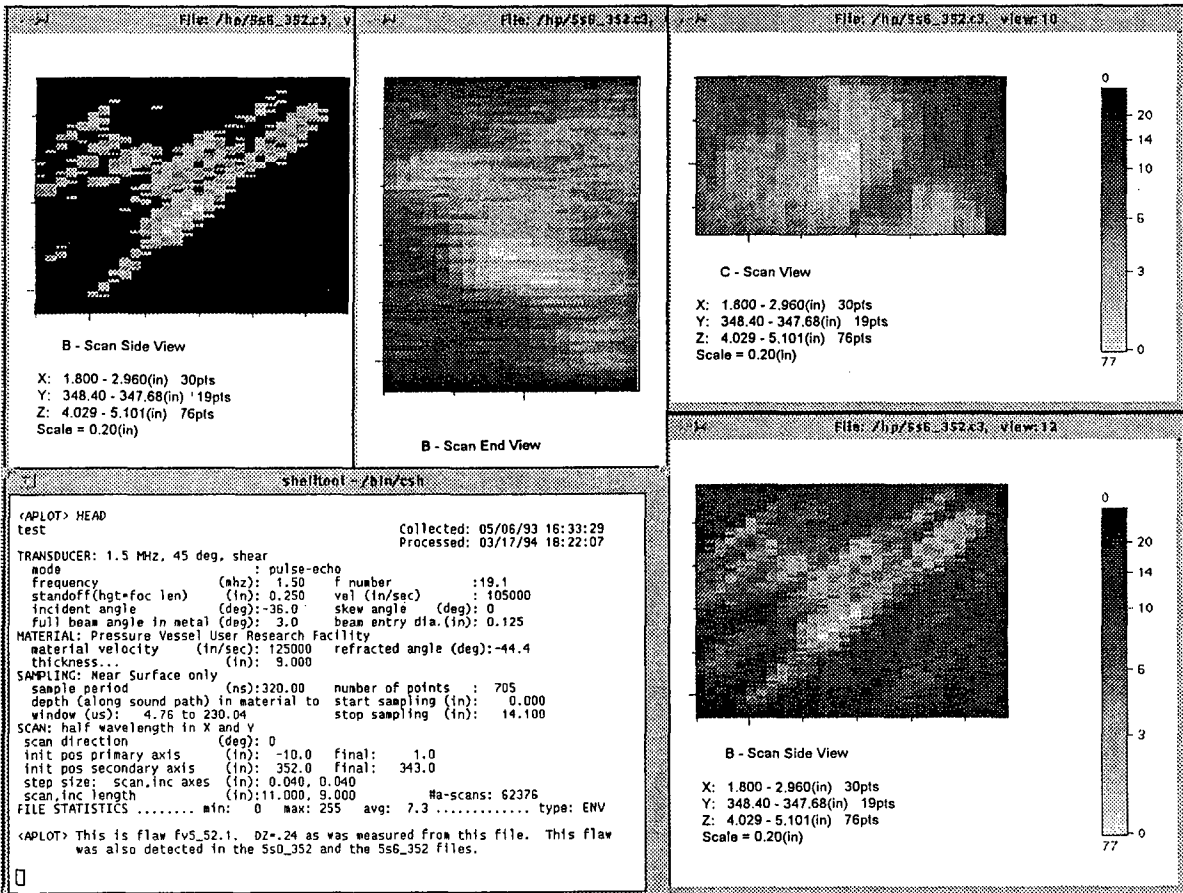 File: /hp/5s6_352.c3, v
B - Scan Side View
X: 1.800 - 2.960(in) 30pts
Y: 348.40 - 347.68(in) '19pts
Z: 4.029 - 5.101(in) 76pts
Scale = 0.20(in)
File: /hp/5s6_352.c3,
B - Scan End View
File: /hp/5s6_352.c3, view:10
C - Scan View
X: 1.800 - 2.960(in) 30pts
Y: 348.40 - 347.68(in) 19pts
Z: 4.029 - 5.101(in) 76pts
Scale = 0.20(in)
0
20
14
10
6
3
0
77
shelltool - /bin/csh
<APLOT> HEAD
test Collected: 05/06/93 16:33:29
Processed: 03/17/94 18:22:07
TRANSDUCER: 1.5 MHz, 45 deg, shear
mode : pulse-echo
frequency (mhz): 1.50 f number :19.1
standoff(hgt=foc len) (in): 0.250 vel (in/sec) : 105000
incident angle (deg):-36.0 skew angle (deg): 0
full beam angle in metal (deg): 3.0 beam entry dia.(in): 0.125
MATERIAL: Pressure Vessel User Research Facility
material velocity (in/sec): 125000 refracted angle (deg):-44.4
thickness... (in): 9.000
SAMPLING: Near Surface only
sample period (ns):320.00 number of points : 705
depth (along sound path) in material to start sampling (in): 0.000
window (us): 4.76 to 230.04 stop sampling (in): 14.100
SCAN: half wavelength in X and Y
scan direction (deg): 0
init pos primary axis (in): -10.0 final: 1.0
init pos secondary axis (in): 352.0 final: 343.0
step size: scan,inc axes (in): 0.040, 0.040
scan,inc length (in):11.000, 9.000 #a-scans: 62376
FILE STATISTICS ........ min: 0 max: 255 avg: 7.3 ............. type: ENV
<APLOT> This is flaw fv5_52.1. DZ=.24 as was measured from this file. This flaw
was also detected in the 5s0_352 and the 5s6_352 files.
File: /hp/5s6_352.c3, view:12
B - Scan Side View
X: 1.800 - 2.960(in) 30pts
Y: 348.40 - 347.68(in) 19pts
Z: 4.029 - 5.101(in) 76pts
Scale = 0.20(in)
0
20
14
10
6
3
0
77